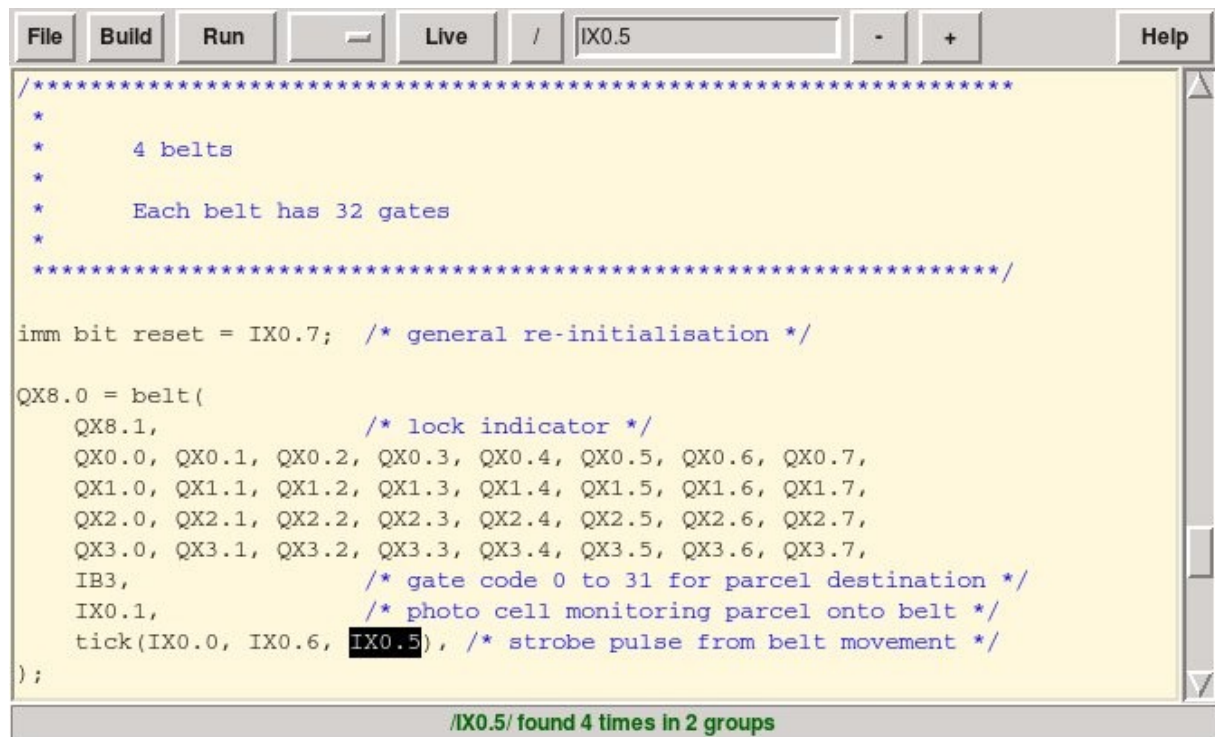 File Build Run Live / IX0.5 - + Help
/********************************************************************
 *
 *      4 belts
 *
 *      Each belt has 32 gates
 *
 *******************************************************************/
imm bit reset = IX0.7;  /* general re-initialisation */
QX8.0 = belt(
    QX8.1,              /* lock indicator */
    QX0.0, QX0.1, QX0.2, QX0.3, QX0.4, QX0.5, QX0.6, QX0.7,
    QX1.0, QX1.1, QX1.2, QX1.3, QX1.4, QX1.5, QX1.6, QX1.7,
    QX2.0, QX2.1, QX2.2, QX2.3, QX2.4, QX2.5, QX2.6, QX2.7,
    QX3.0, QX3.1, QX3.2, QX3.3, QX3.4, QX3.5, QX3.6, QX3.7,
    IB3,                /* gate code 0 to 31 for parcel destination */
    IX0.1,              /* photo cell monitoring parcel onto belt */
    tick(IX0.0, IX0.6, IX0.5), /* strobe pulse from belt movement */
);
/IX0.5/ found 4 times in 2 groups